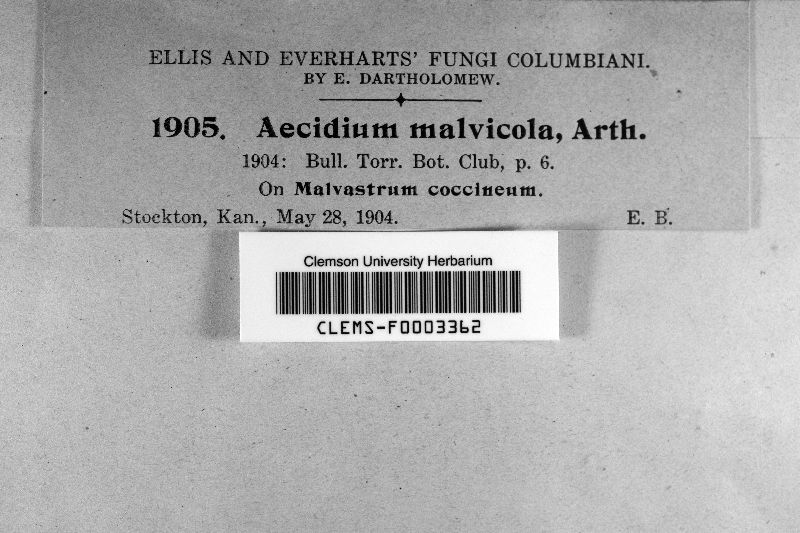 ELLIS AND EVERHARTS' FUNGI COLUMBIANI.
BY E. DARTHOLOMEW.
1905. Aecidium malvicola, Arth.
1904: Bull. Torr. Bot. Club, p. 6.
On Malvastrum coccineum.
Stockton, Kan., May 28, 1904. E. B.
Clemson University Herbarium
CLEMS-F0003362